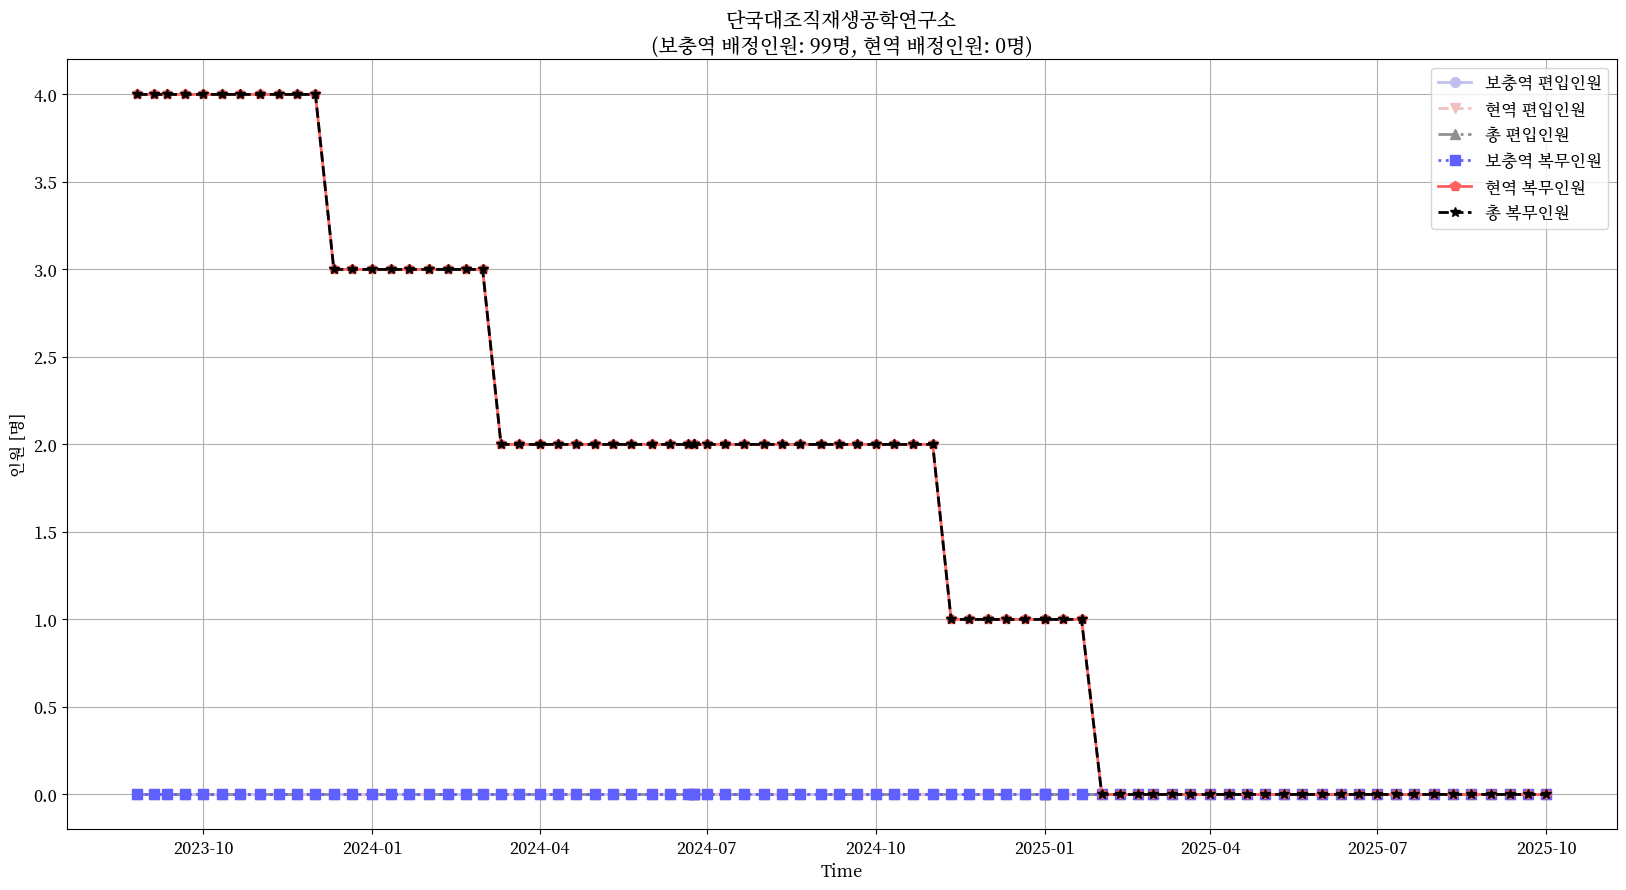 단국대조직재생공학연구소
(보충역 배정인원: 99명, 현역 배정인원: 0명)
보충역 편입인원
현역 편입인원
총 편입인원
보충역 복무인원
현역 복무인원
총 복무인원
인원 [명]
4.0
3.5
3.0
2.5
2.0
1.5
1.0
0.5
0.0
2023-10
2024-01
2024-04
2024-07
2024-10
2025-01
2025-04
2025-07
2025-10
Time